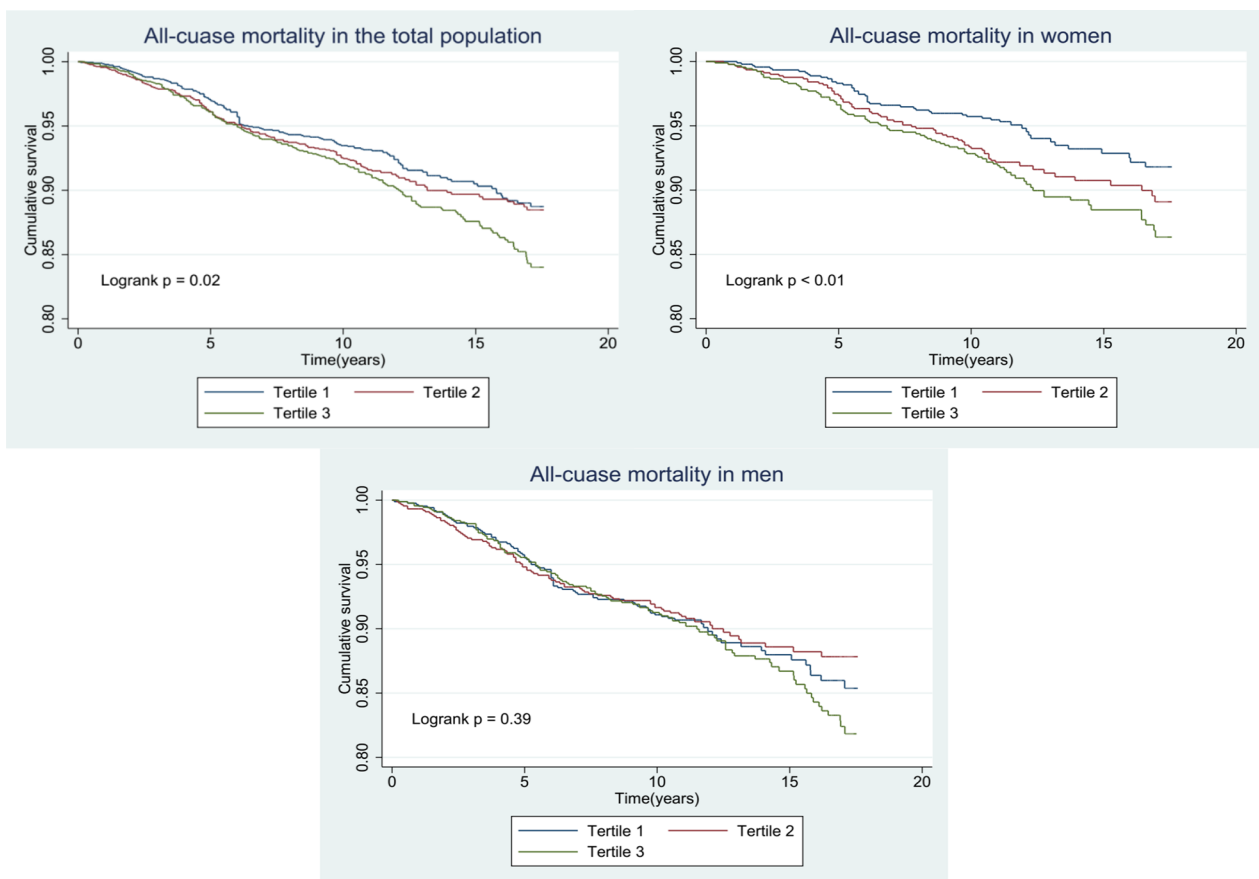 All-cuase mortality in the total population
Cumulative survival
1.00
0.95
0.90
0.85
0.80
Logrank p = 0.02
0 5 10 15 20
Time(years)
Tertile 1 Tertile 2
Tertile 3
All-cuase mortality in women
Cumulative survival
1.00
0.95
0.90
0.85
0.80
Logrank p < 0.01
0 5 10 15 20
Time(years)
Tertile 1 Tertile 2
Tertile 3
All-cuase mortality in men
Cumulative survival
1.00
0.95
0.90
0.85
0.80
Logrank p = 0.39
0 5 10 15 20
Time(years)
Tertile 1 Tertile 2
Tertile 3